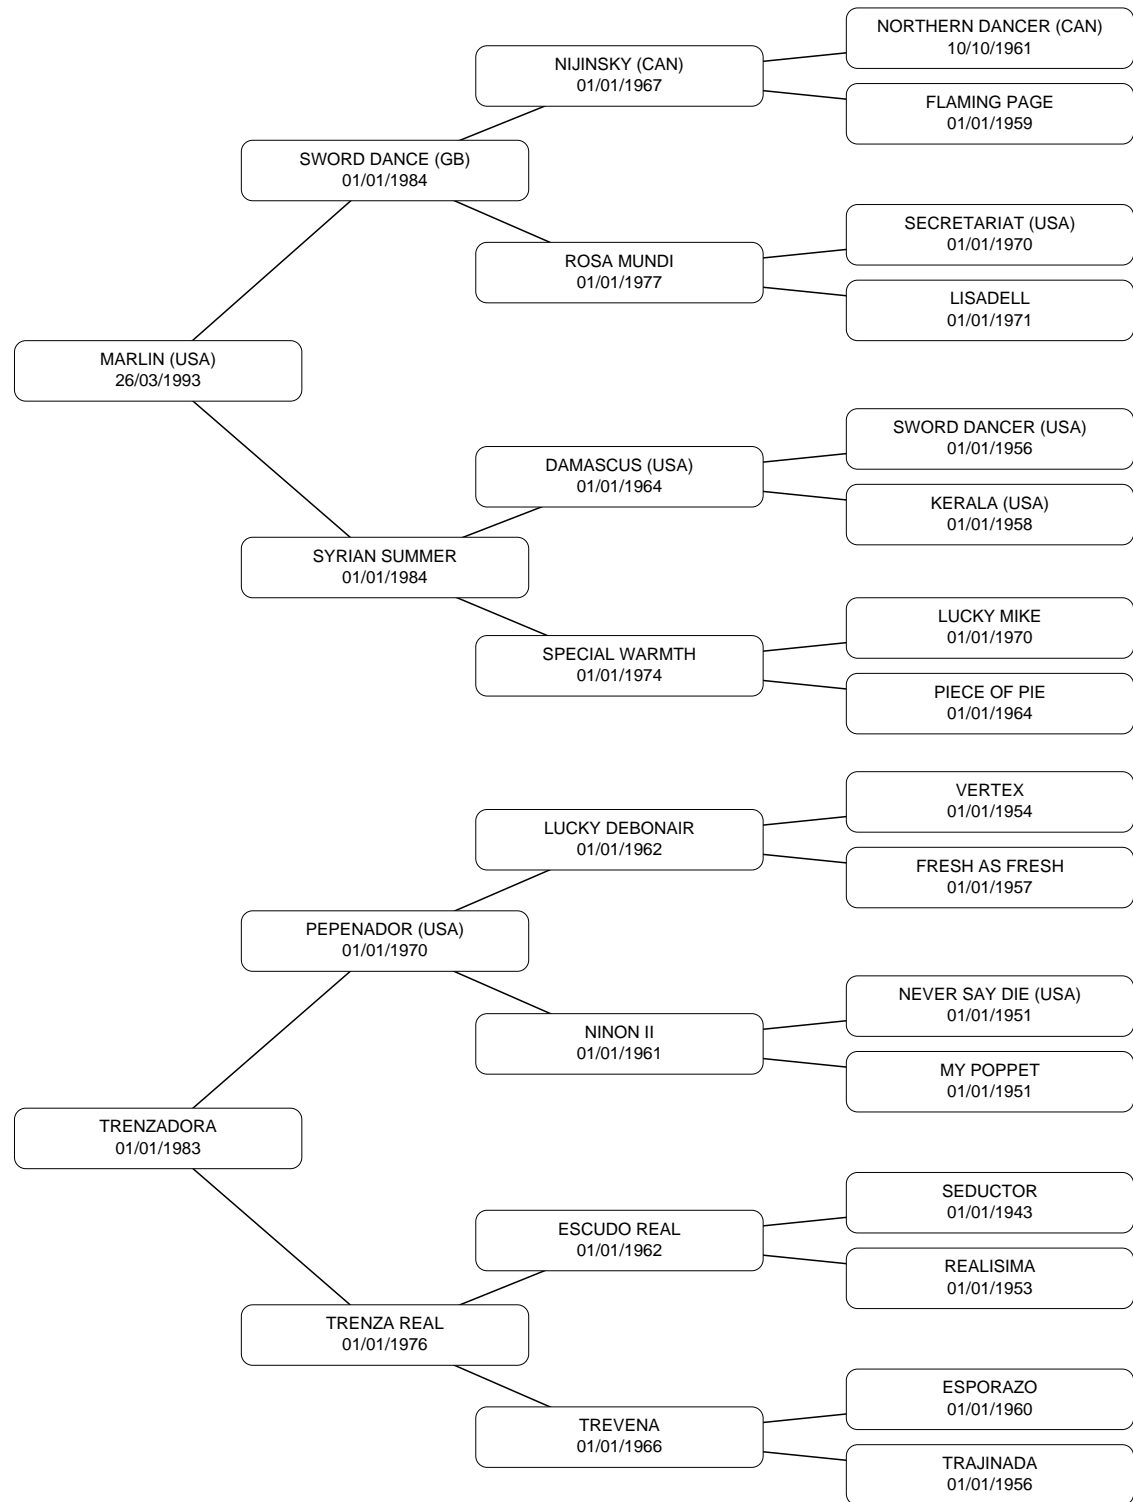 NORTHERN DANCER (CAN)
10/10/1961
NIJINSKY (CAN)
01/01/1967
FLAMING PAGE
01/01/1959
SWORD DANCE (GB)
01/01/1984
SECRETARIAT (USA)
01/01/1970
ROSA MUNDI
01/01/1977
LISADELL
01/01/1971
MARLIN (USA)
26/03/1993
SWORD DANCER (USA)
01/01/1956
DAMASCUS (USA)
01/01/1964
KERALA (USA)
01/01/1958
SYRIAN SUMMER
01/01/1984
LUCKY MIKE
01/01/1970
SPECIAL WARMTH
01/01/1974
PIECE OF PIE
01/01/1964
VERTEX
01/01/1954
LUCKY DEBONAIR
01/01/1962
FRESH AS FRESH
01/01/1957
PEPENADOR (USA)
01/01/1970
NEVER SAY DIE (USA)
01/01/1951
NINON II
01/01/1961
MY POPPET
01/01/1951
TRENZADORA
01/01/1983
SEDUCTOR
01/01/1943
ESCUDO REAL
01/01/1962
REALISIMA
01/01/1953
TRENZA REAL
01/01/1976
ESPORAZO
01/01/1960
TREVENA
01/01/1966
TRAJINADA
01/01/1956